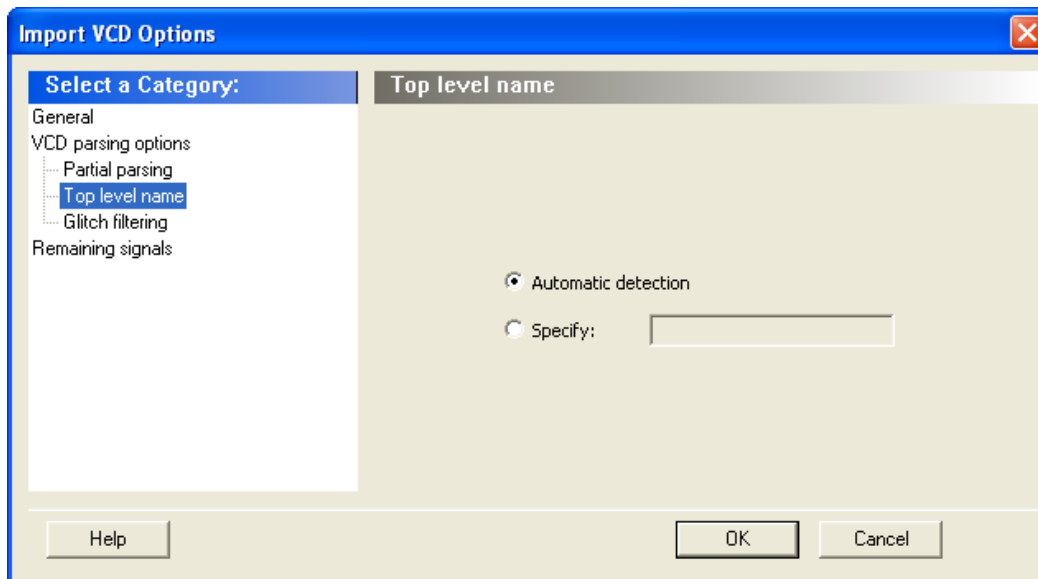 Import VCD Options
Select a Category:
General
VCD parsing options
Partial parsing
Top level name
Glitch filtering
Remaining signals
Top level name
Automatic detection
Specify:
Help
OK
Cancel